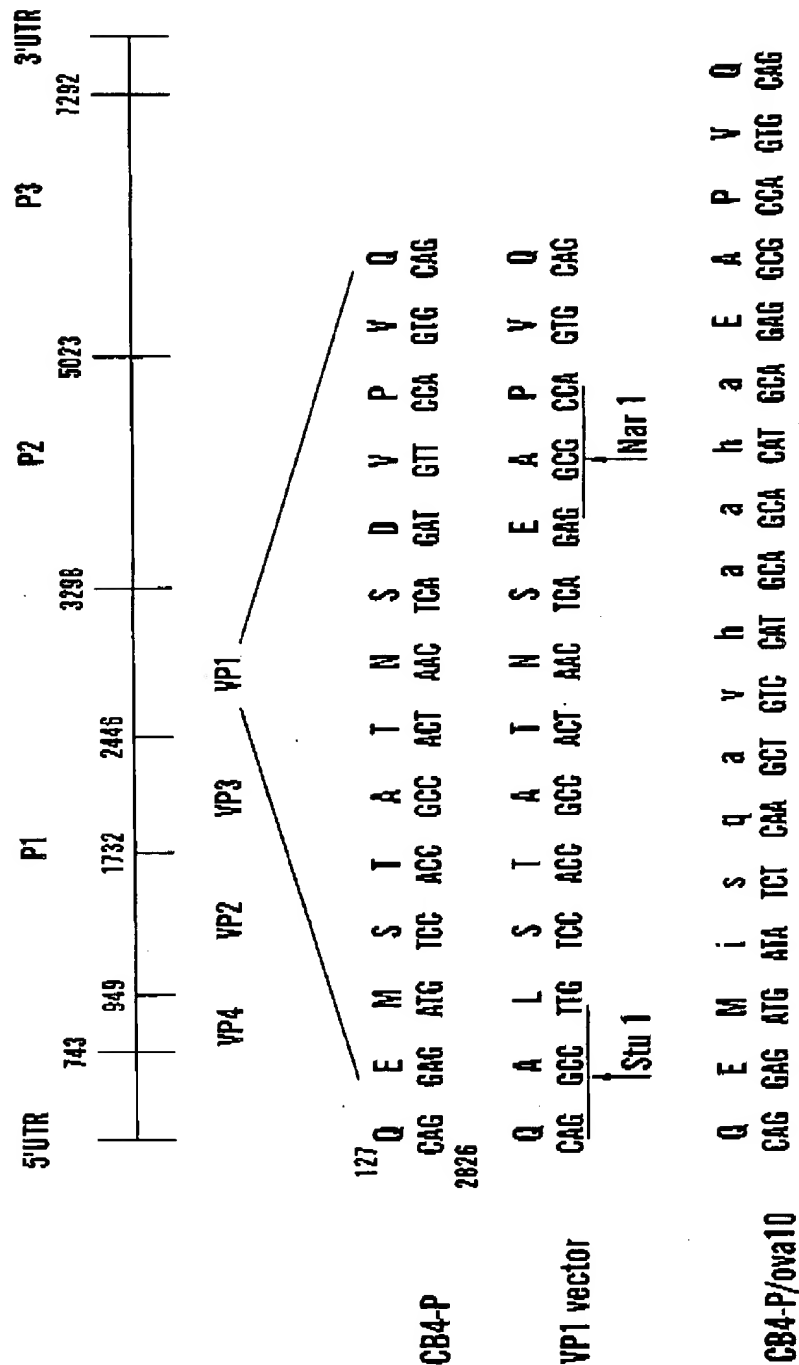 5'UTR P1 P2 P3 3'UTR
743 949 1732 2446 3298 5023 7292
VP4 VP2 VP3 VP1
127
Q E M S T A T N S D V P V Q
CB4-P CAG GAG ATG TCC ACC GCC ACT AAC TCA GAT GTT CCA GTG CAG
2826
Q A L S T A T N S E A P V Q
VP1 vector CAG GCC TTG TCC ACC GCC ACT AAC TCA GAG GCG CCA GTG CAG
Stu 1 Nar 1
Q E M i s q a v h a a h a E A P V Q
CB4-P/ova10 CAG GAG ATG ATA TCT CAA GCT GTC CAT GCA GCA CAT GCA GAG GCG CCA GTG CAG